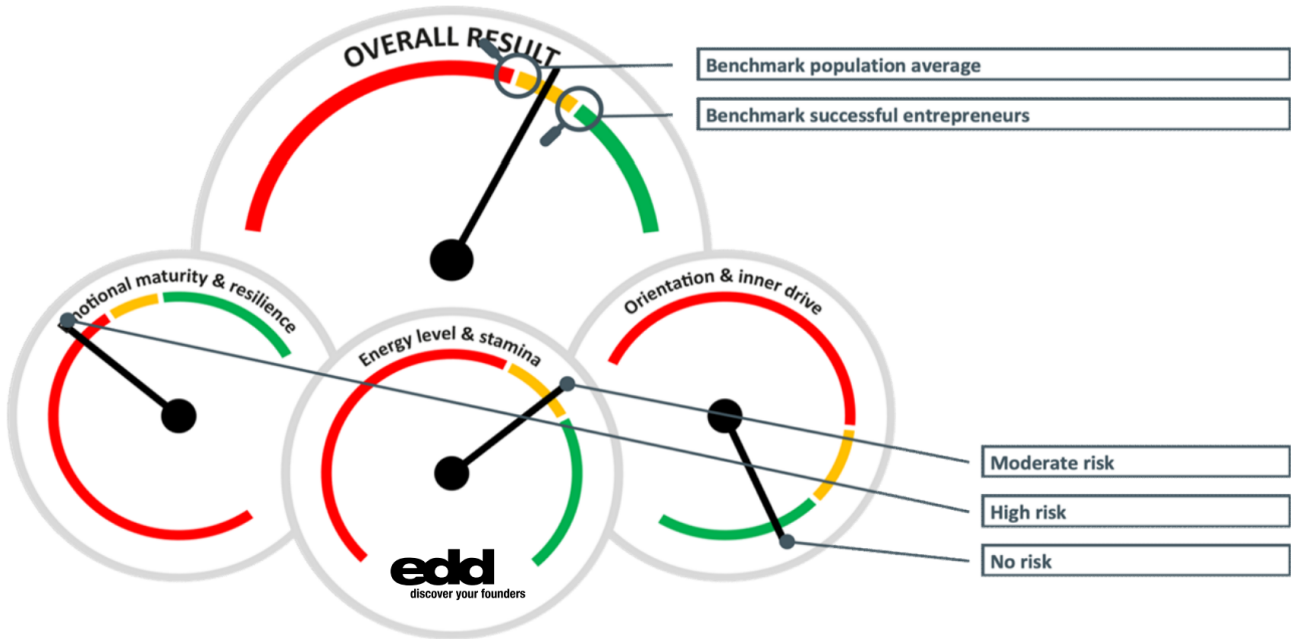 OVERALL RESULT
Benchmark population average
Benchmark successful entrepreneurs
motional maturity & resilience
Energy level & stamina
Orientation & inner drive
Moderate risk
High risk
No risk
edd
discover your founders